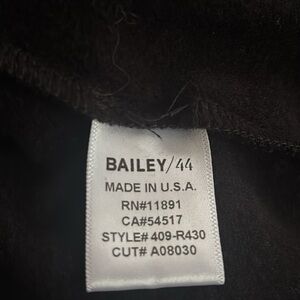 BAILEY/44
MADE IN U.S.A.
RN#11891
CA#54517
STYLE# 409-R430
CUT# A08030